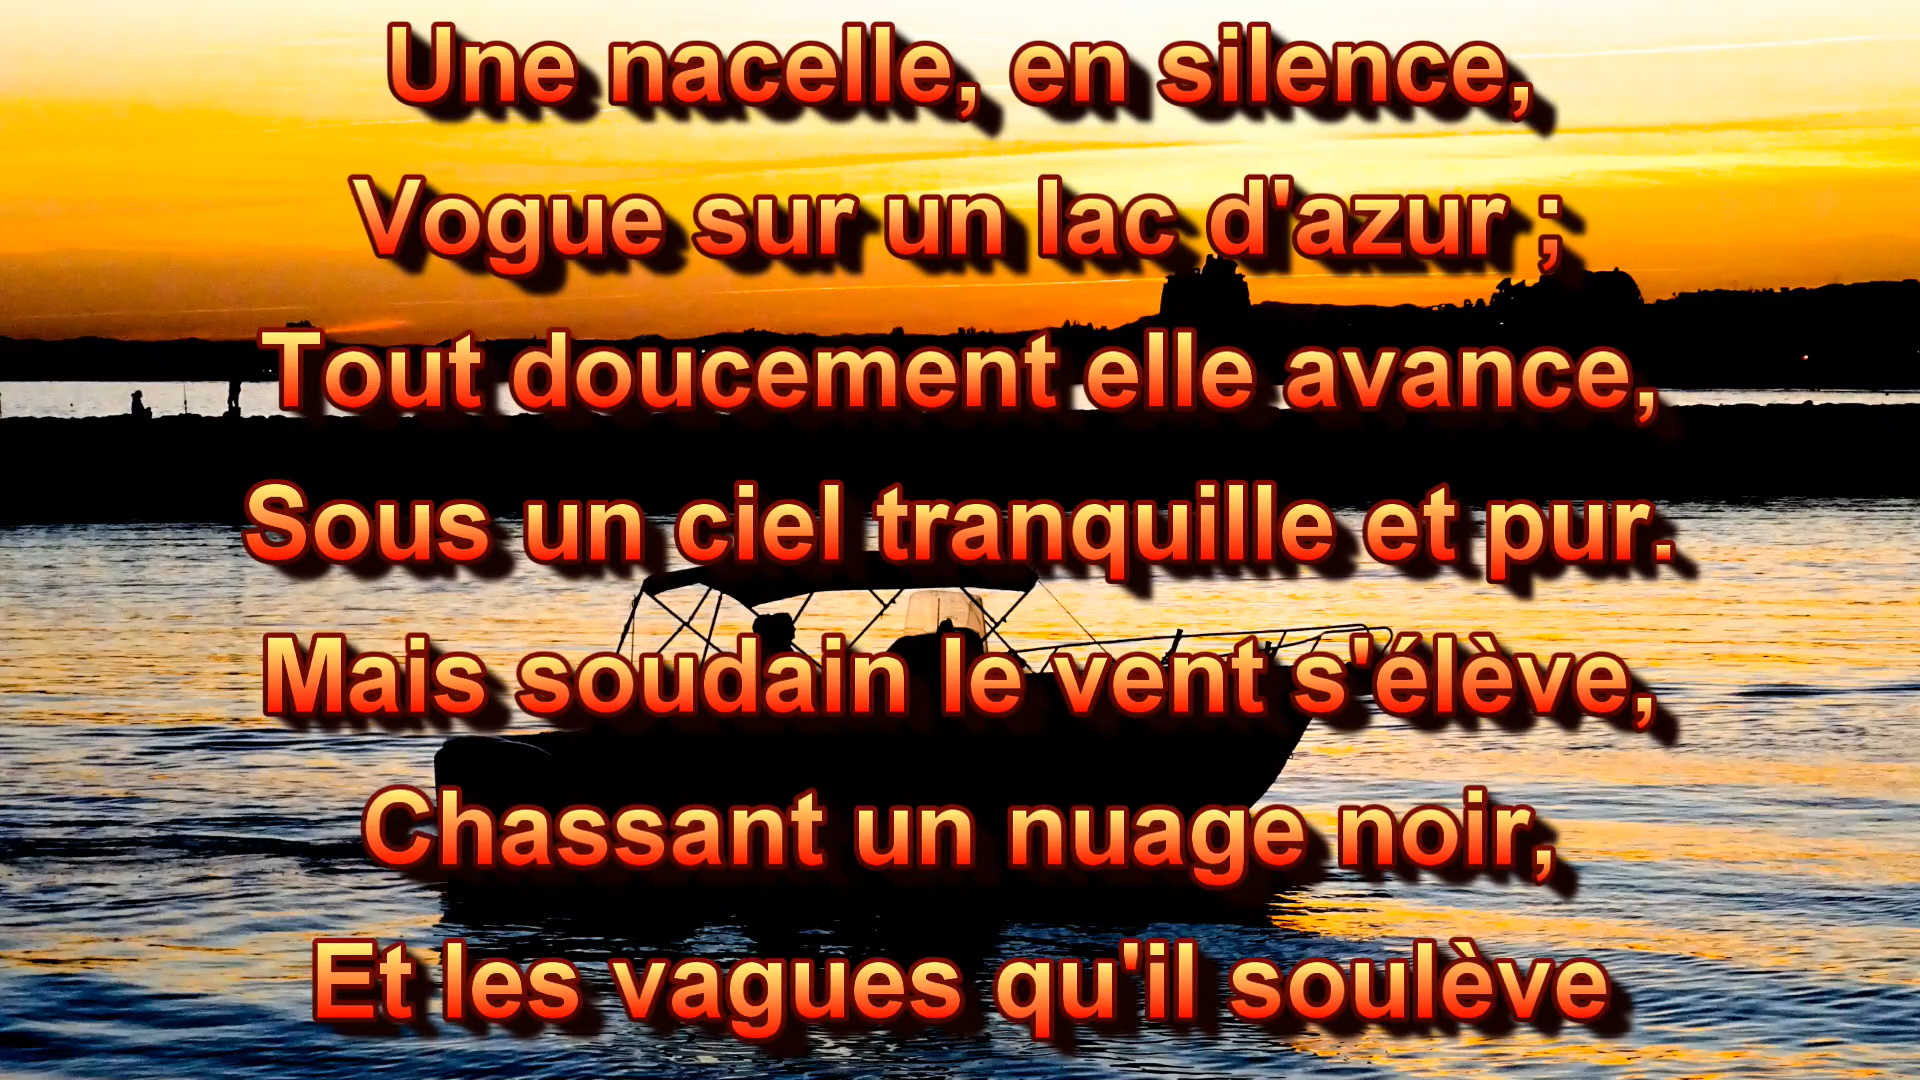 Une nacelle, en silence,
Vogue sur un lac d'azur ;
Tout doucement elle avance,
Sous un ciel tranquille et pur.
Mais soudain le vent s'élève,
Chassant un nuage noir,
Et les vagues qu'il soulève